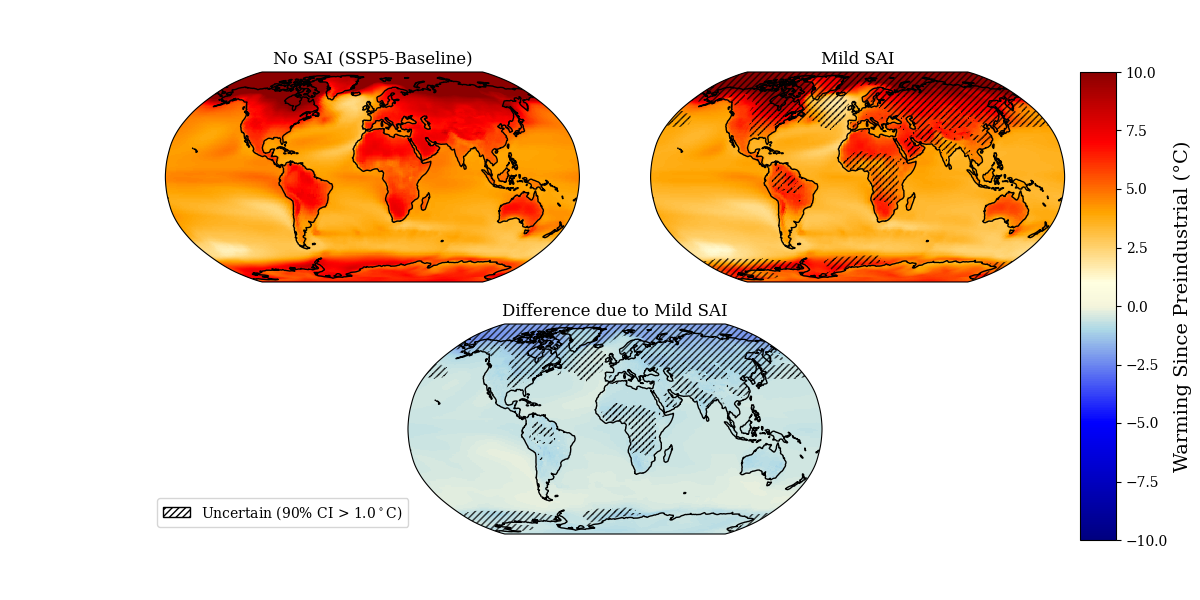 No SAI (SSP5-Baseline)
Mild SAI
Difference due to Mild SAI
Uncertain (90% CI > 1.0°C)
10.0
7.5
5.0
2.5
0.0
−2.5
−5.0
−7.5
−10.0
Warming Since Preindustrial (°C)